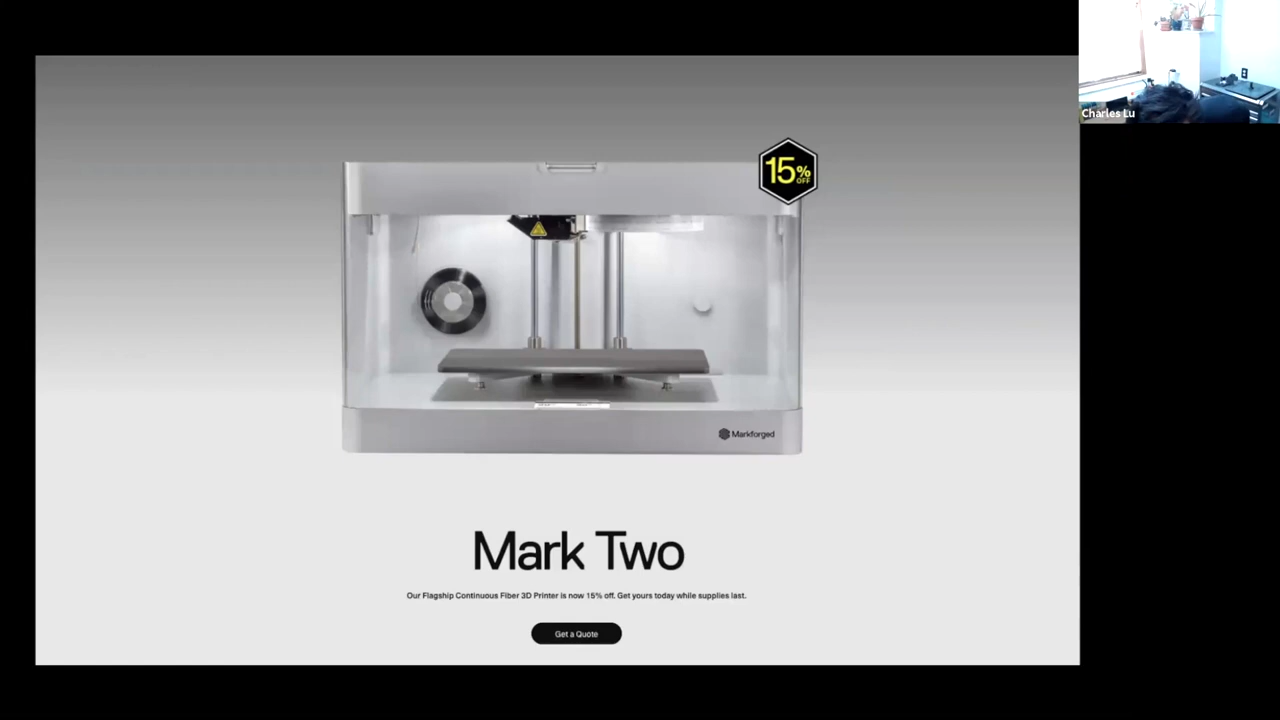 Charles Lu
15%
OFF
Markforged
Mark Two
Our Flagship Continuous Fiber 3D Printer is now 15% off. Get yours today while supplies last.
Get a Quote